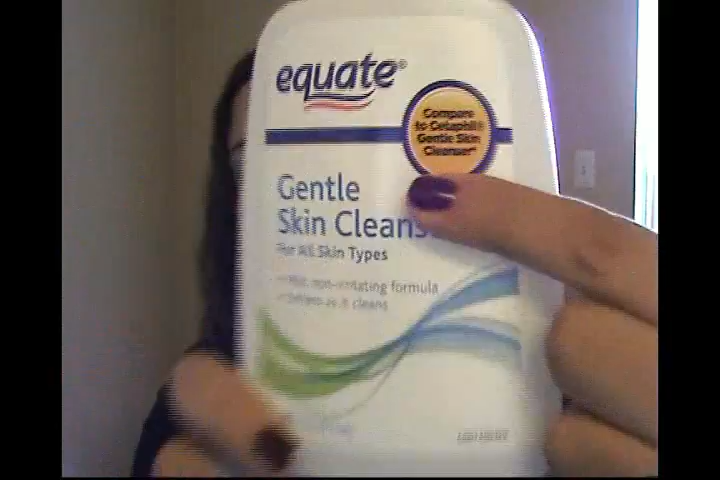 equate®
Compare
to Cetaphil®
Gentle Skin
Cleanser*
Gentle
Skin Cleans
For All Skin Types
non-irritating formula
as it cleans